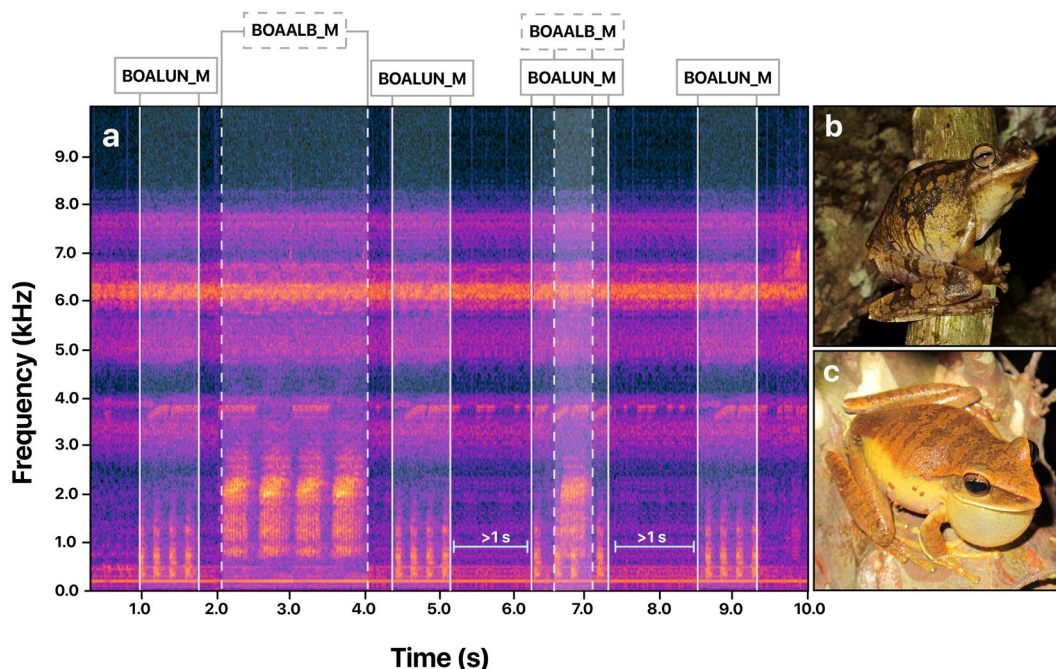 BOAALB_M
BOAALB_M
BOALUN_M
BOALUN_M
BOALUN_M
BOALUN_M
a
b
c
9.0
8.0
7.0
6.0
5.0
4.0
3.0
2.0
1.0
0.0
Frequency (kHz)
>1 s
>1 s
1.0 2.0 3.0 4.0 5.0 6.0 7.0 8.0 9.0 10.0
Time (s)